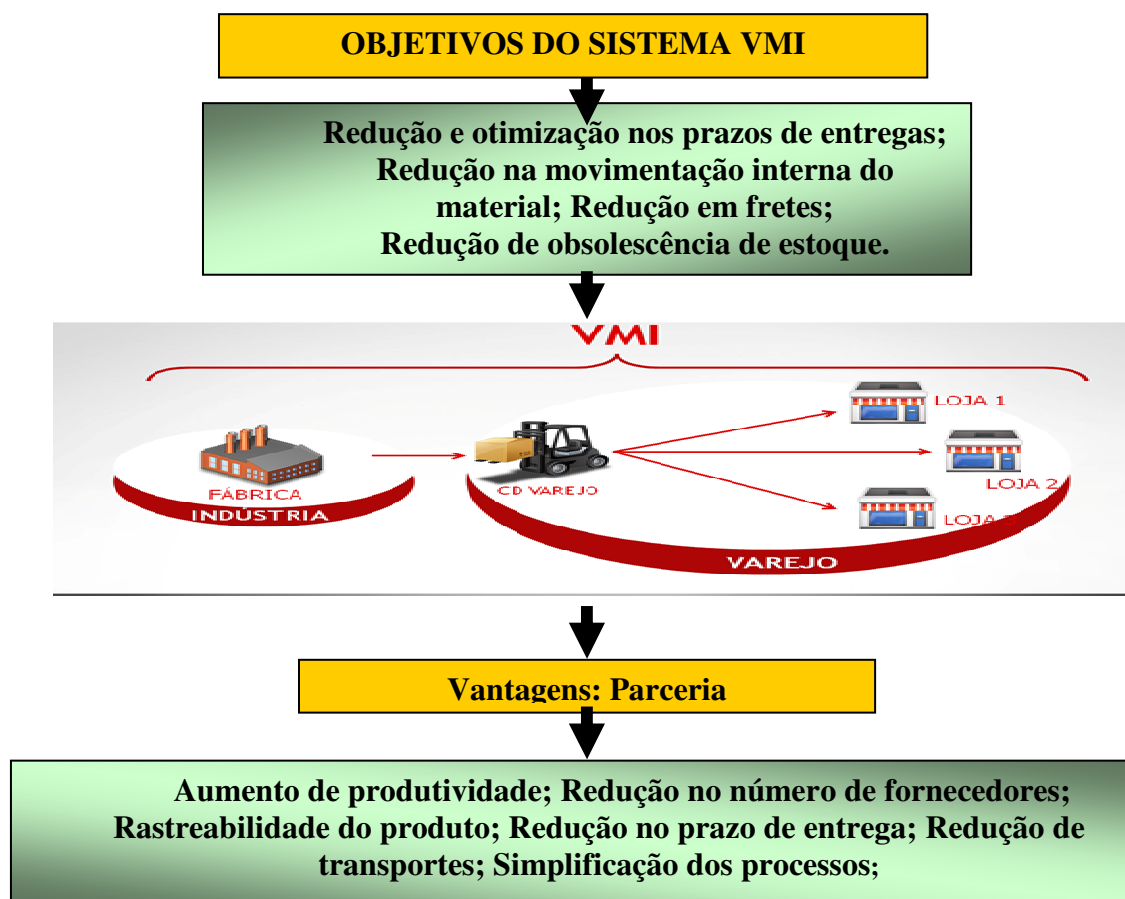 OBJETIVOS DO SISTEMA VMI
Redução e otimização nos prazos de entregas;
Redução na movimentação interna do
material; Redução em fretes;
Redução de obsolescência de estoque.
VMI
LOJA 1
LOJA 2
CD VAREJO
FÁBRICA
INDÚSTRIA
LOJA
VAREJO
Vantagens: Parceria
Aumento de produtividade; Redução no número de fornecedores;
Rastreabilidade do produto; Redução no prazo de entrega; Redução de
transportes; Simplificação dos processos;